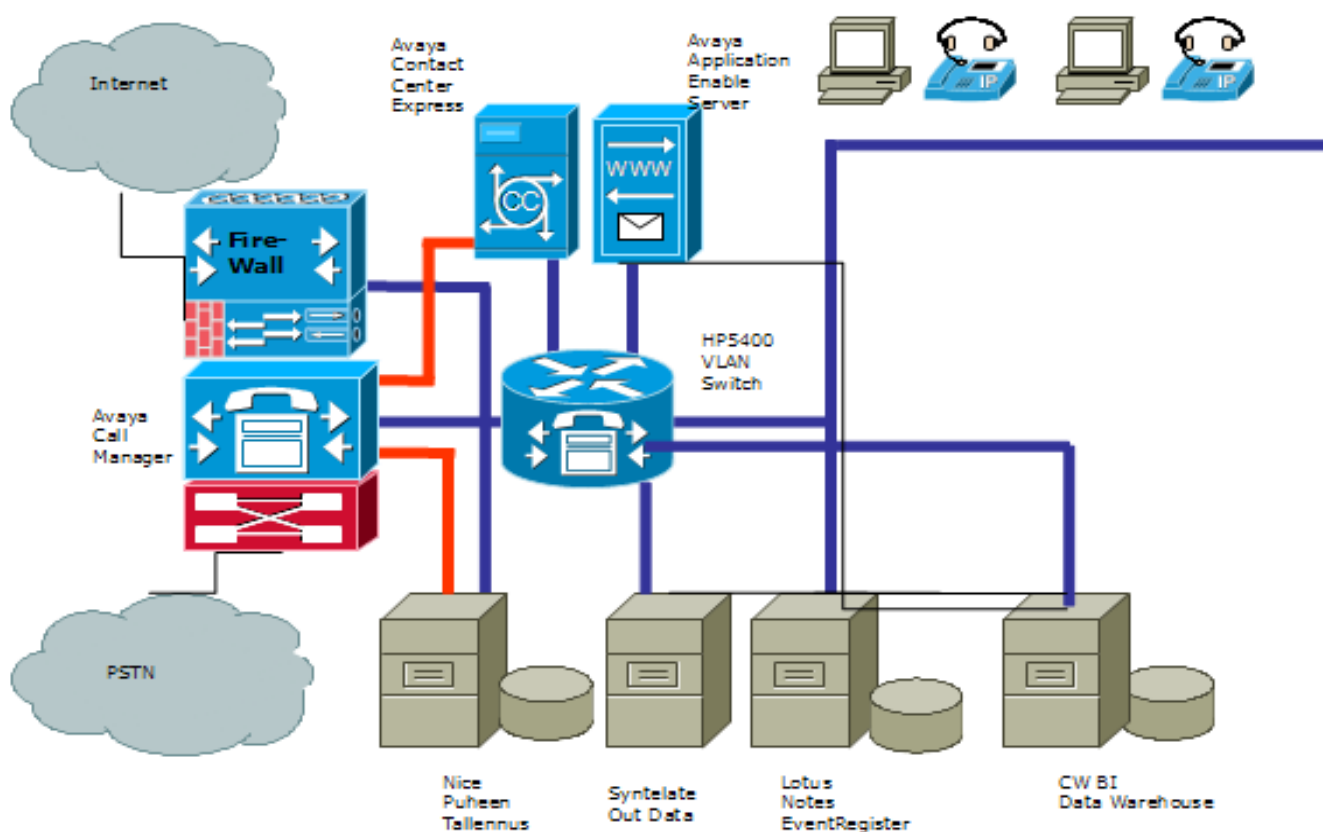 Internet
Avaya
Contact
Center
Express
Avaya
Application
Enable
Server
IP
IP
Fire-
Wall
CC
WWW
HP5400
VLAN
Switch
Avaya
Call
Manager
PSTN
Nice
Puheen
Tallennus
Syntelate
Out Data
Lotus
Notes
EventRegister
CW BI
Data Warehouse